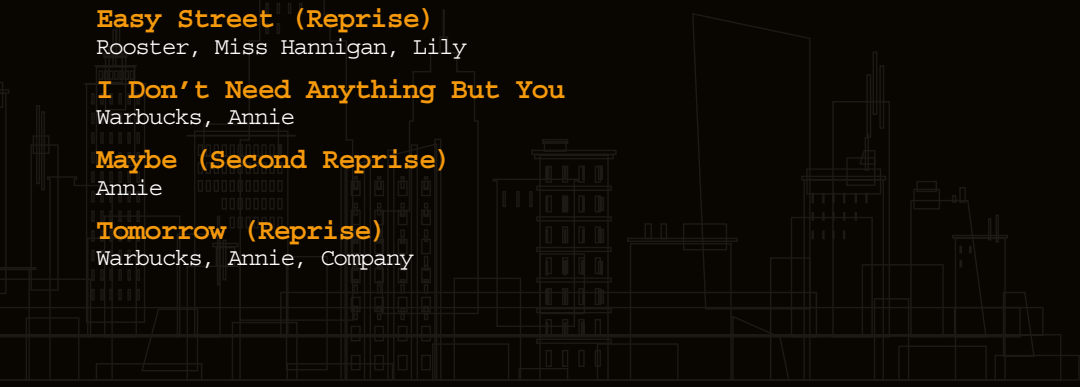 Easy Street (Reprise)
Rooster, Miss Hannigan, Lily
I Don’t Need Anything But You
Warbucks, Annie
Maybe (Second Reprise)
Annie
Tomorrow (Reprise)
Warbucks, Annie, Company